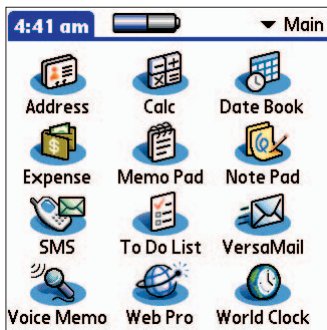 4:41 am Main
Address Calc Date Book
Expense Memo Pad Note Pad
SMS To Do List VersaMail
Voice Memo Web Pro World Clock